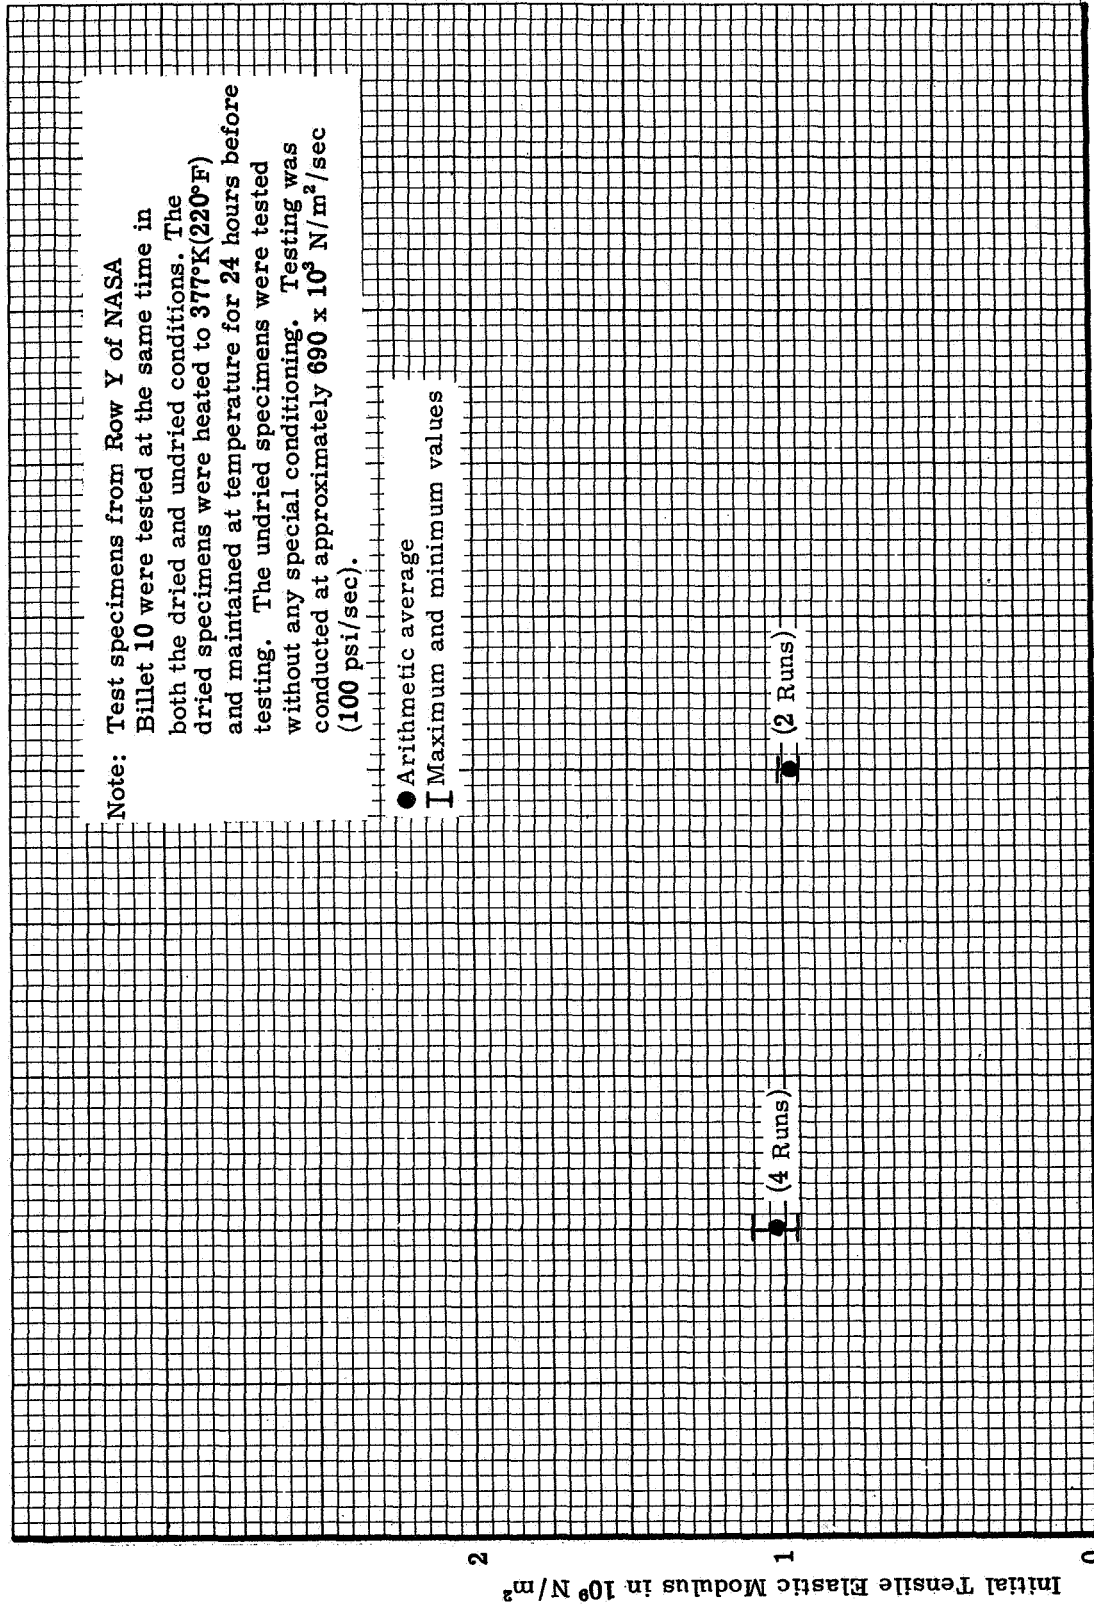 Note: Test specimens from Row Y of NASA
Billet 10 were tested at the same time in
both the dried and undried conditions. The
dried specimens were heated to 377°K(220°F)
and maintained at temperature for 24 hours before
testing. The undried specimens were tested
without any special conditioning. Testing was
conducted at approximately 690 x 10³ N/m²/sec
(100 psi/sec).
● Arithmetic average
Maximum and minimum values
(4 Runs)
(2 Runs)
2
1
0
Initial Tensile Elastic Modulus in 10⁹ N/m²